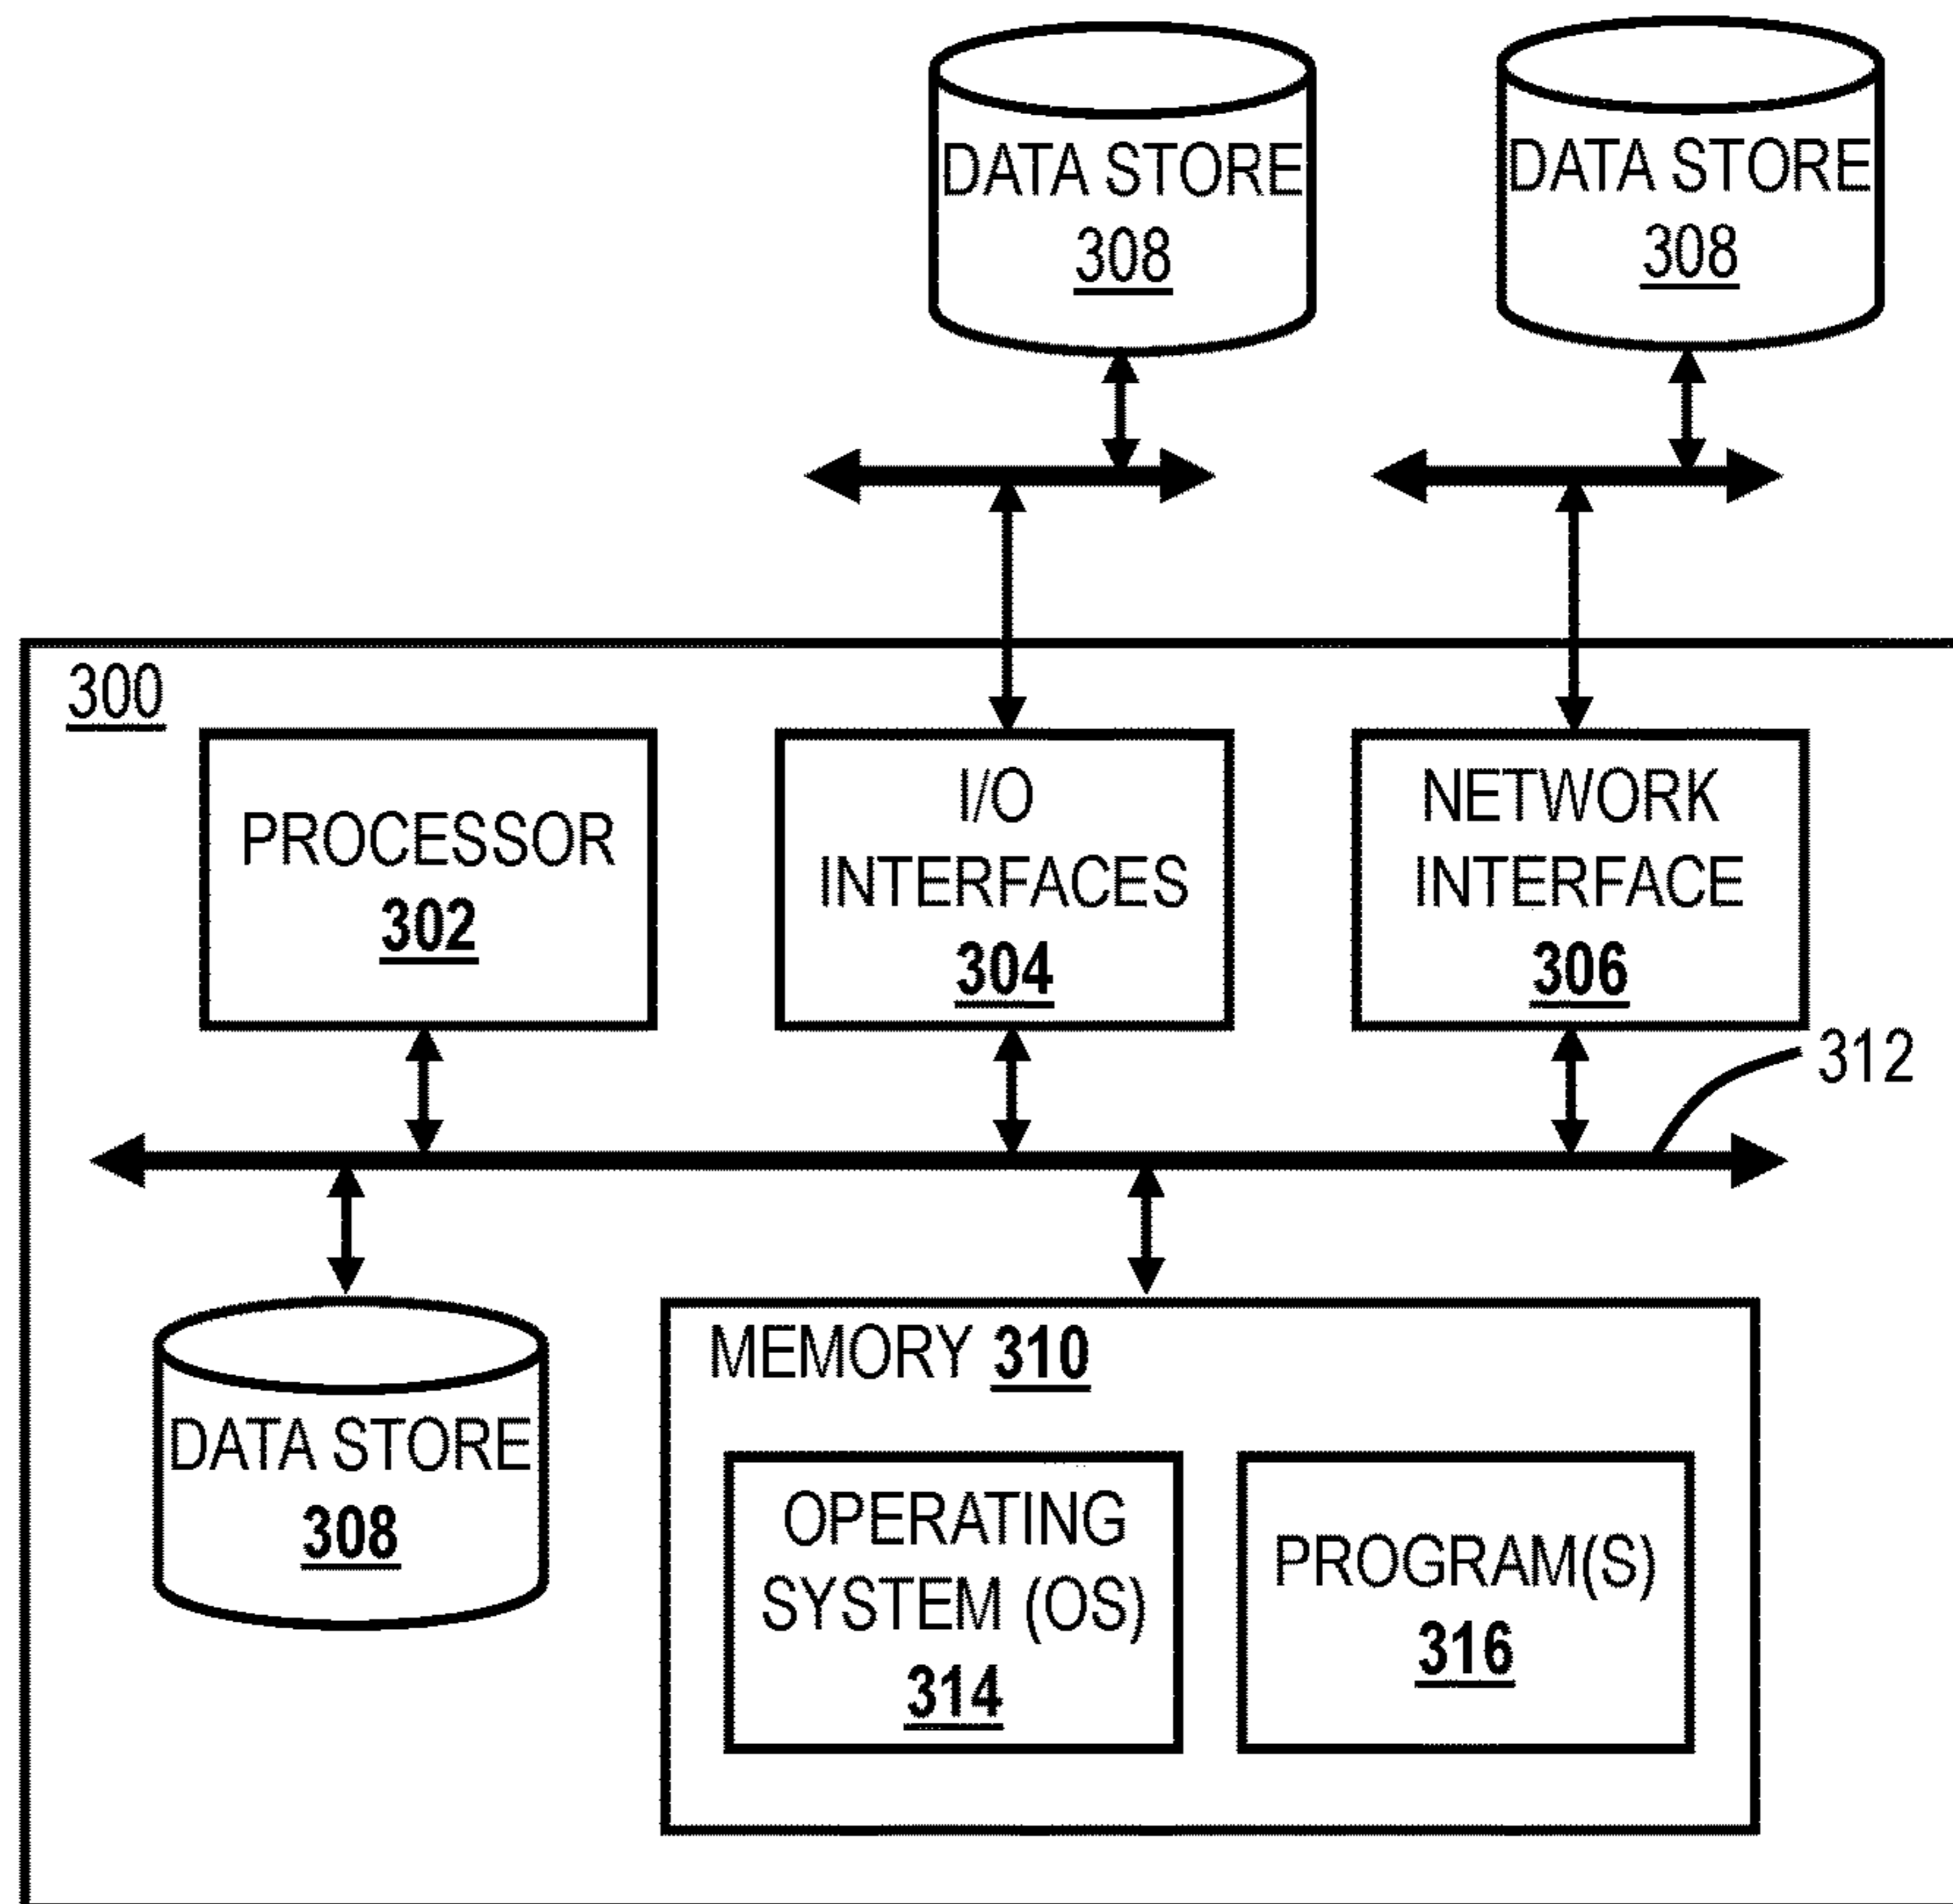 DATA STORE
308
DATA STORE
308
300
PROCESSOR
302
I/O
INTERFACES
304
NETWORK
INTERFACE
306
312
DATA STORE
308
MEMORY 310
OPERATING
SYSTEM (OS)
314
PROGRAM(S)
316